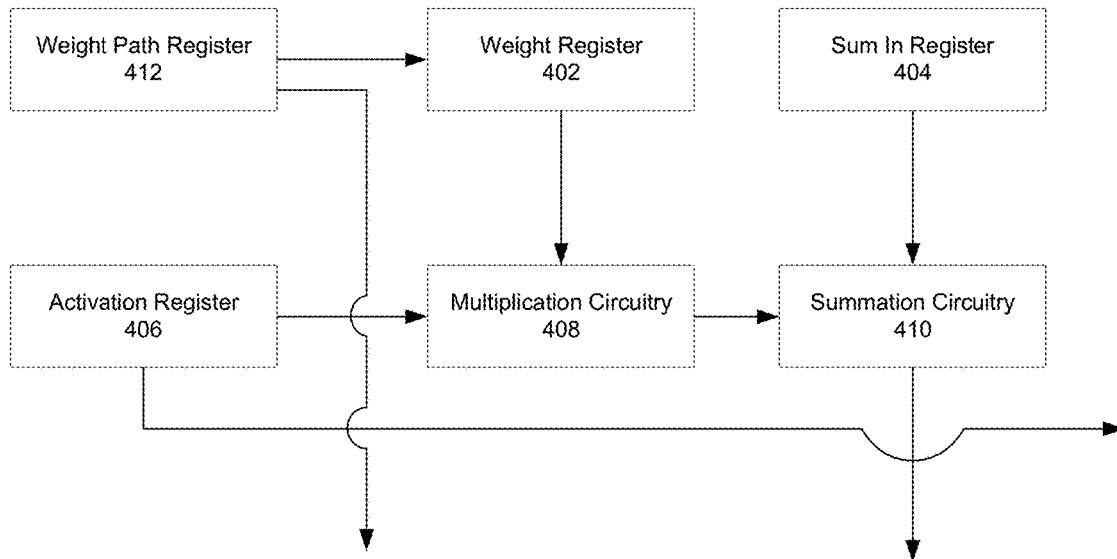 Weight Path Register
412
Weight Register
402
Sum In Register
404
Activation Register
406
Multiplication Circuitry
408
Summation Circuitry
410